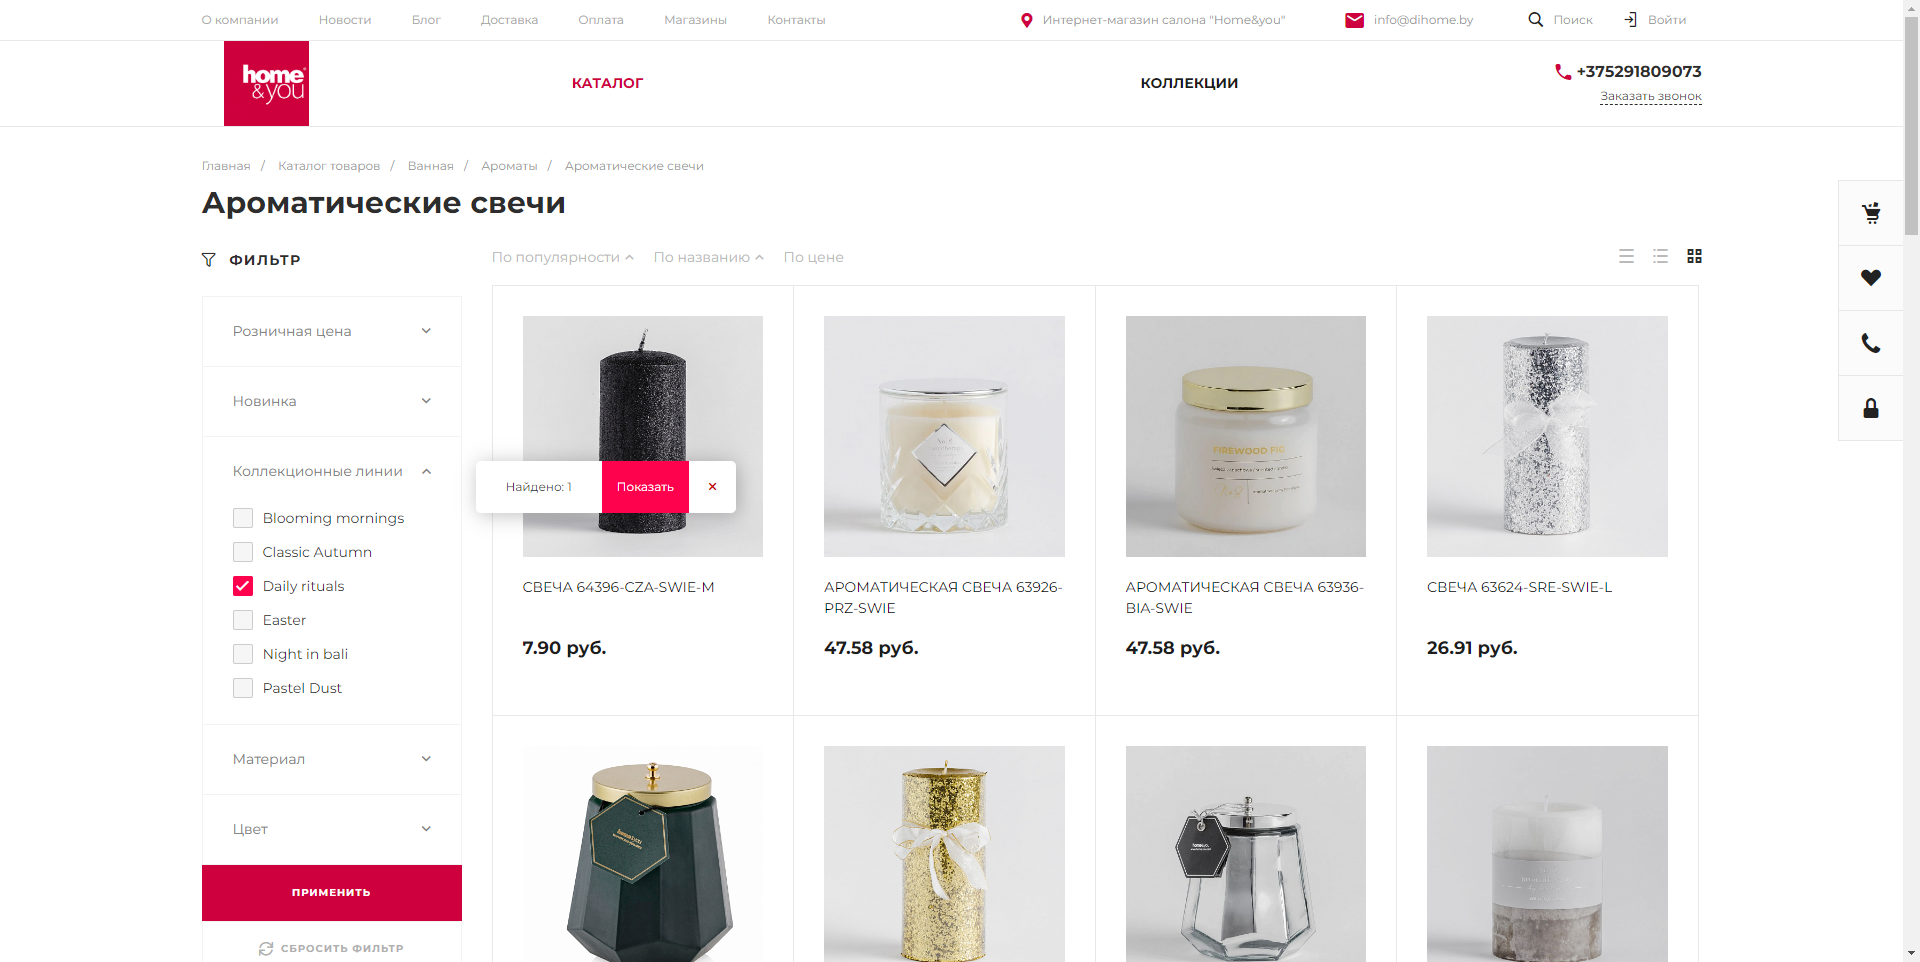 О компании Новости Блог Доставка Оплата Магазины Контакты Интернет-магазин салона "Home&you" info@dihome.by Поиск Войти
home
&you
КАТАЛОГ КОЛЛЕКЦИИ
+375291809073
Заказать звонок
Главная / Каталог товаров / Ванная / Ароматы / Ароматические свечи
Ароматические свечи
ФИЛЬТР
По популярности По названию По цене
Розничная цена
Новинка
Коллекционные линии
Найдено: 1 Показать ×
Blooming mornings
Classic Autumn
Daily rituals
Easter
Night in bali
Pastel Dust
Материал
Цвет
ПРИМЕНИТЬ
СБРОСИТЬ ФИЛЬТР
FIREWOOD FIG
СВЕЧА 64396-CZA-SWIE-M
7.90 руб.
АРОМАТИЧЕСКАЯ СВЕЧА 63926-
PRZ-SWIE
47.58 руб.
АРОМАТИЧЕСКАЯ СВЕЧА 63936-
BIA-SWIE
47.58 руб.
СВЕЧА 63624-SRE-SWIE-L
26.91 руб.